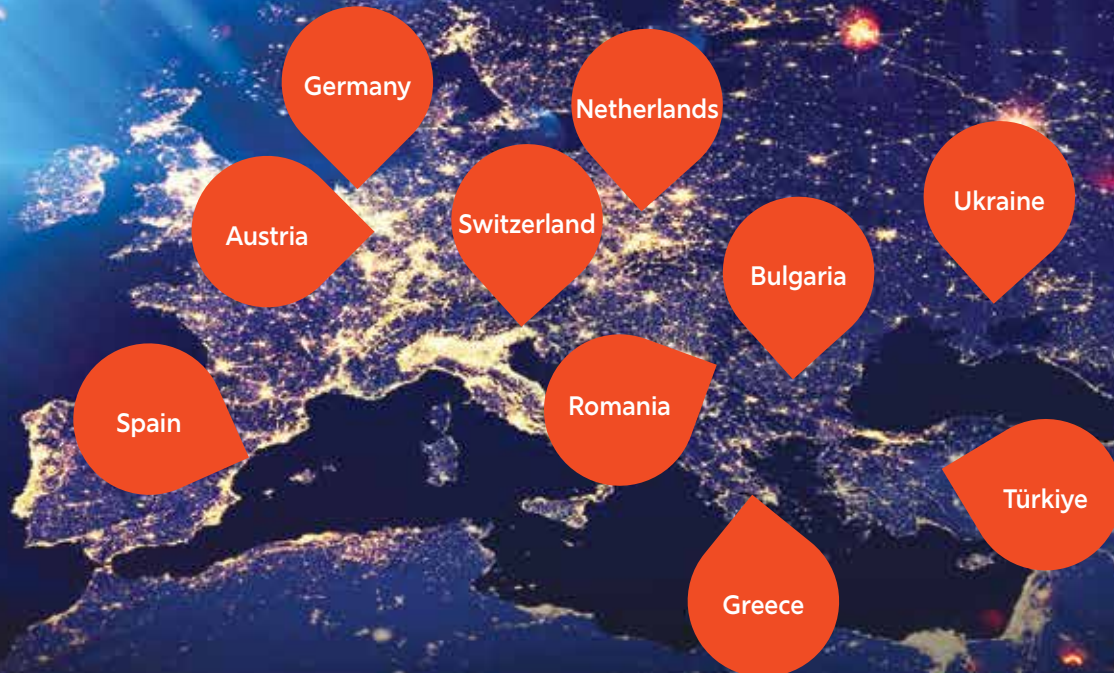 Germany
Netherlands
Ukraine
Austria
Switzerland
Bulgaria
Spain
Romania
Türkiye
Greece